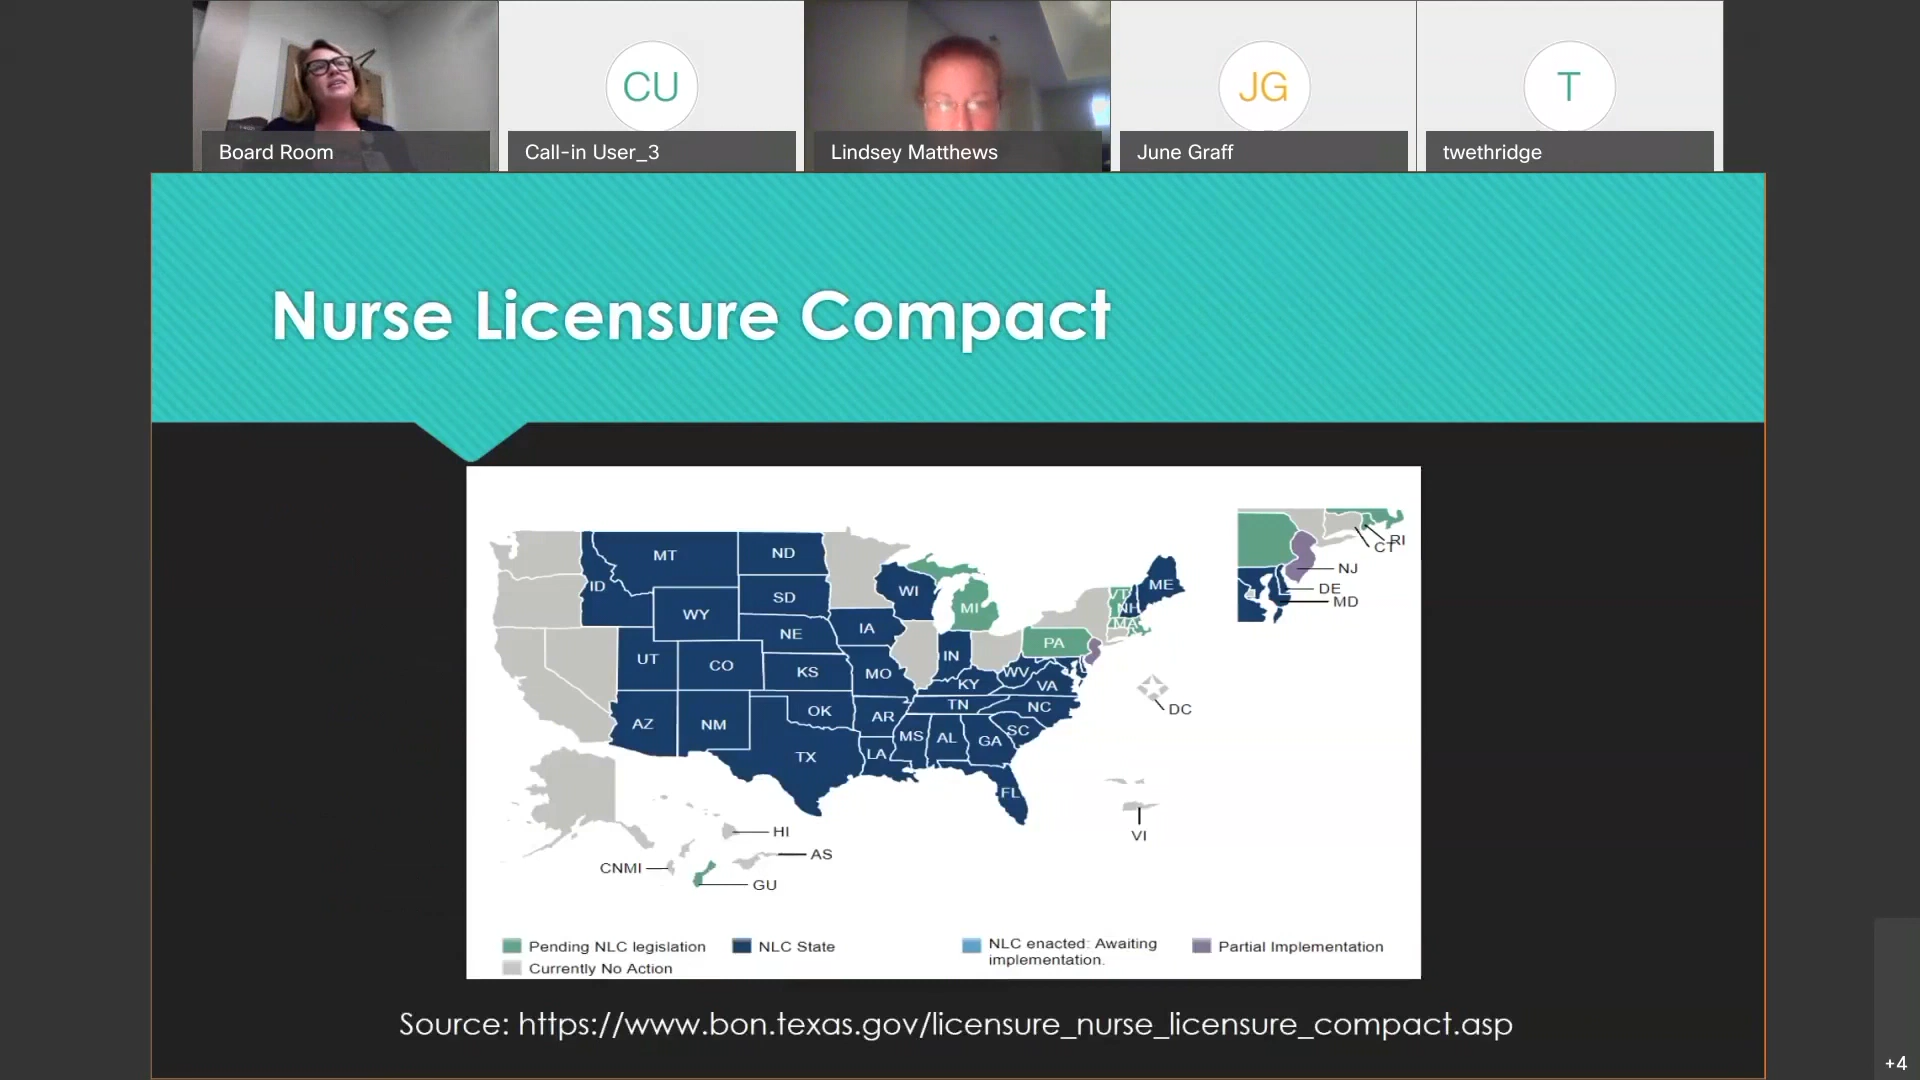 CU
JG
T
Board Room
Call-in User_3
Lindsey Matthews
June Graff
twethridge
Nurse Licensure Compact
MT
ND
ID
WI
ME
SD
WY
MI
VT
NH
MA
IA
NE
PA
UT
CO
KS
MO
IN
WV
VA
KY
TN
NC
OK
AZ
NM
AR
SC
MS
AL
GA
TX
LA
FL
RI
CT
NJ
DE
MD
DC
VI
HI
AS
CNMI
GU
Pending NLC legislation
NLC State
NLC enacted: Awaiting
implementation.
Partial Implementation
Currently No Action
Source: https://www.bon.texas.gov/licensure_nurse_licensure_compact.asp
+4